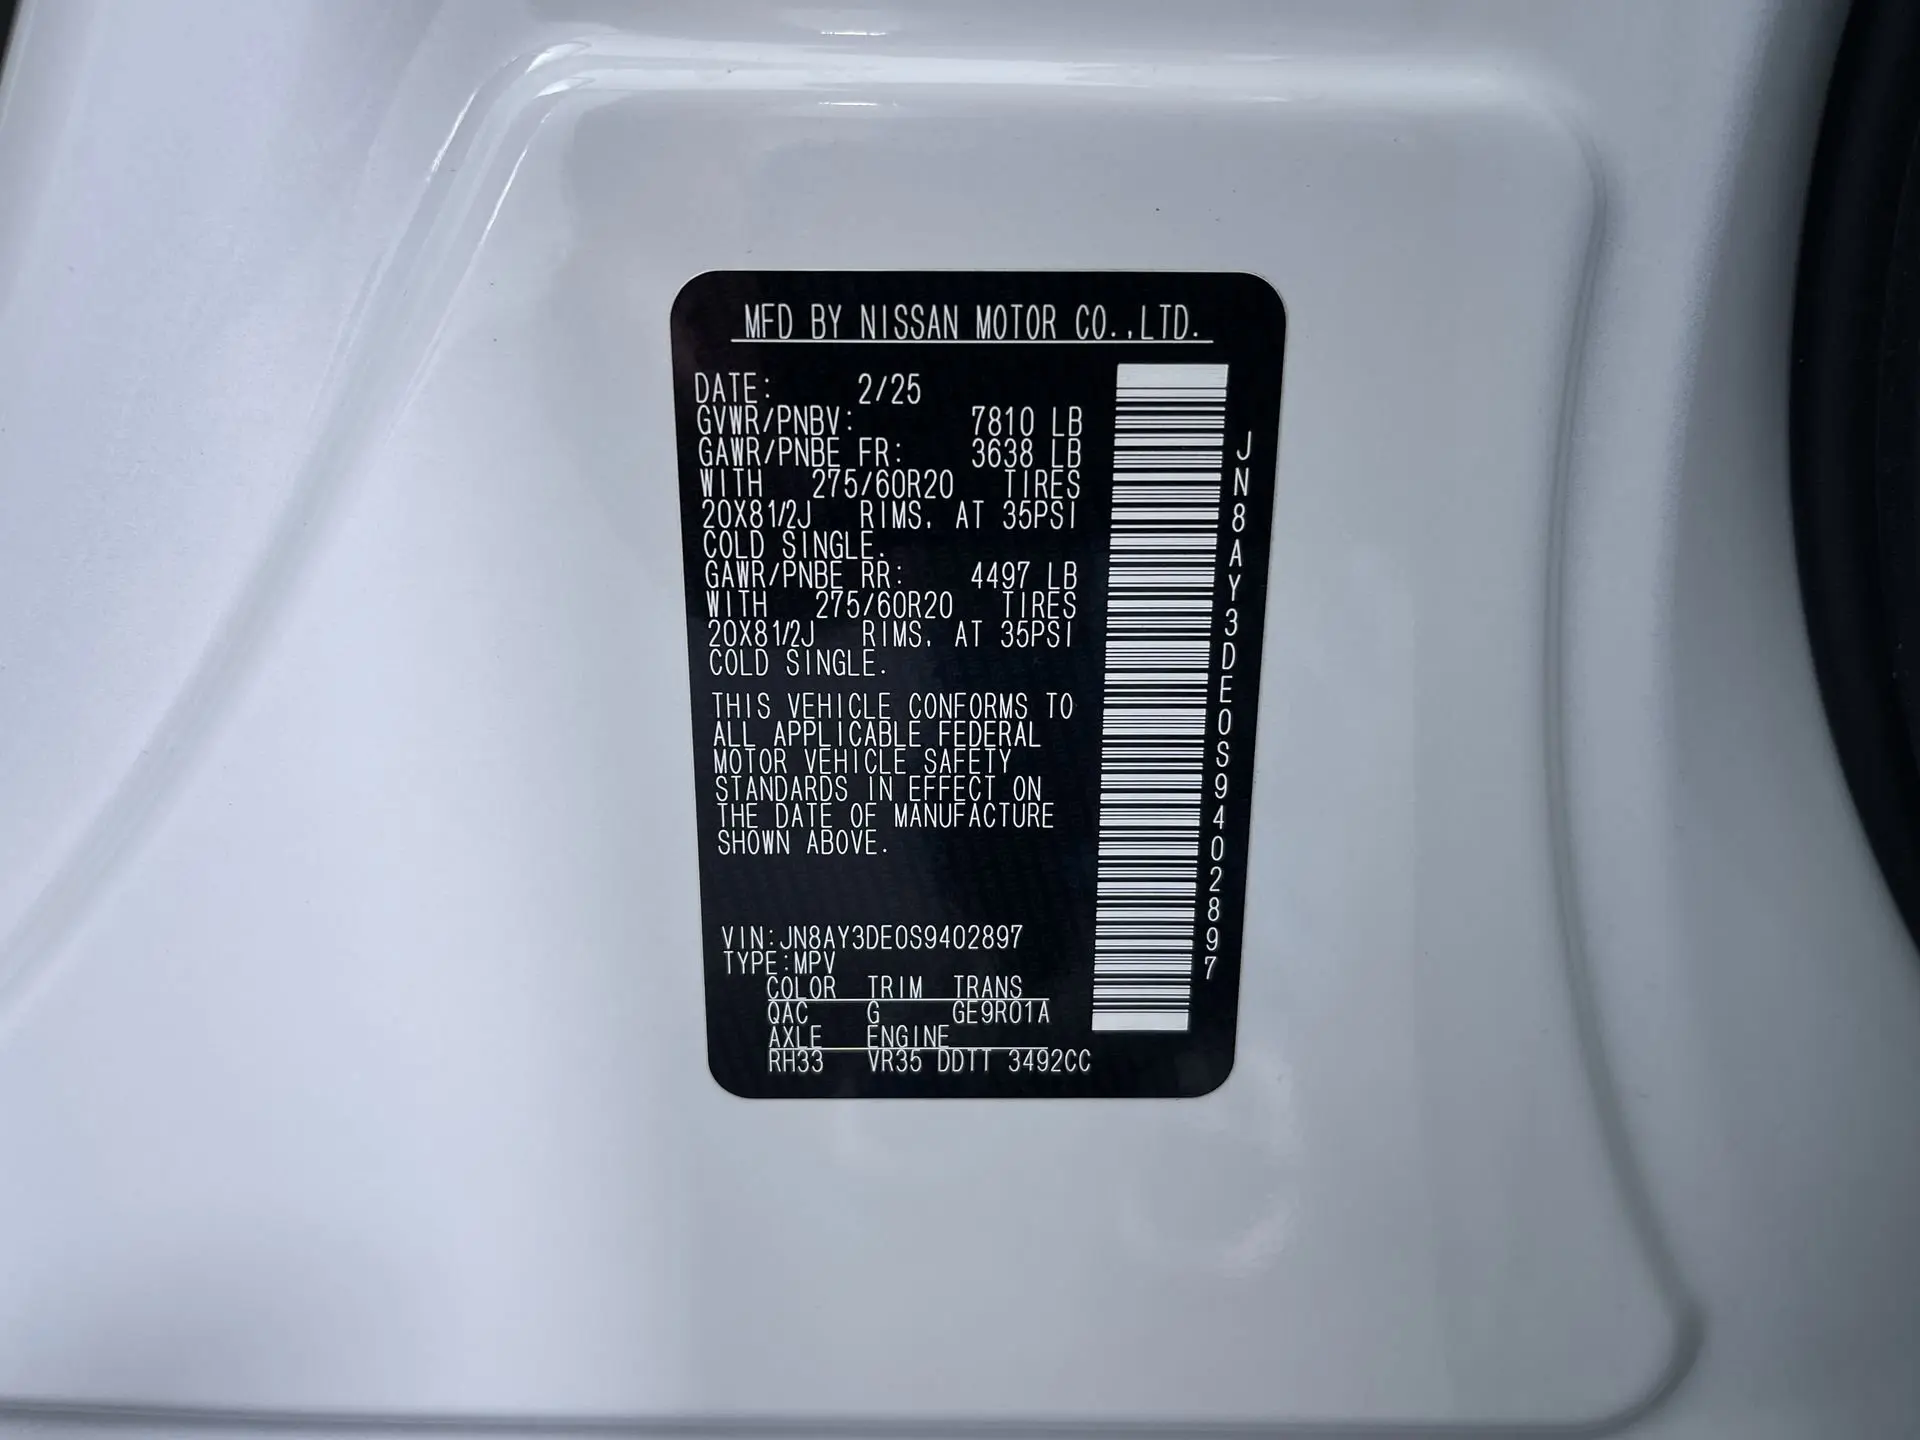 MFD BY NISSAN MOTOR CO.,LTD.
DATE: 2/25
GVWR/PNBV: 7810 LB
GAWR/PNBE FR: 3638 LB
WITH 275/60R20 TIRES
20X81/2J RIMS, AT 35PSI
COLD SINGLE.
GAWR/PNBE RR: 4497 LB
WITH 275/60R20 TIRES
20X81/2J RIMS, AT 35PSI
COLD SINGLE.
THIS VEHICLE CONFORMS TO
ALL APPLICABLE FEDERAL
MOTOR VEHICLE SAFETY
STANDARDS IN EFFECT ON
THE DATE OF MANUFACTURE
SHOWN ABOVE.
VIN:JN8AY3DE0S9402897
TYPE:MPV
COLOR TRIM TRANS
QAC G GE9R01A
AXLE ENGINE
RH33 VR35 DDTT 3492CC
JN8AY3DE0S9402897